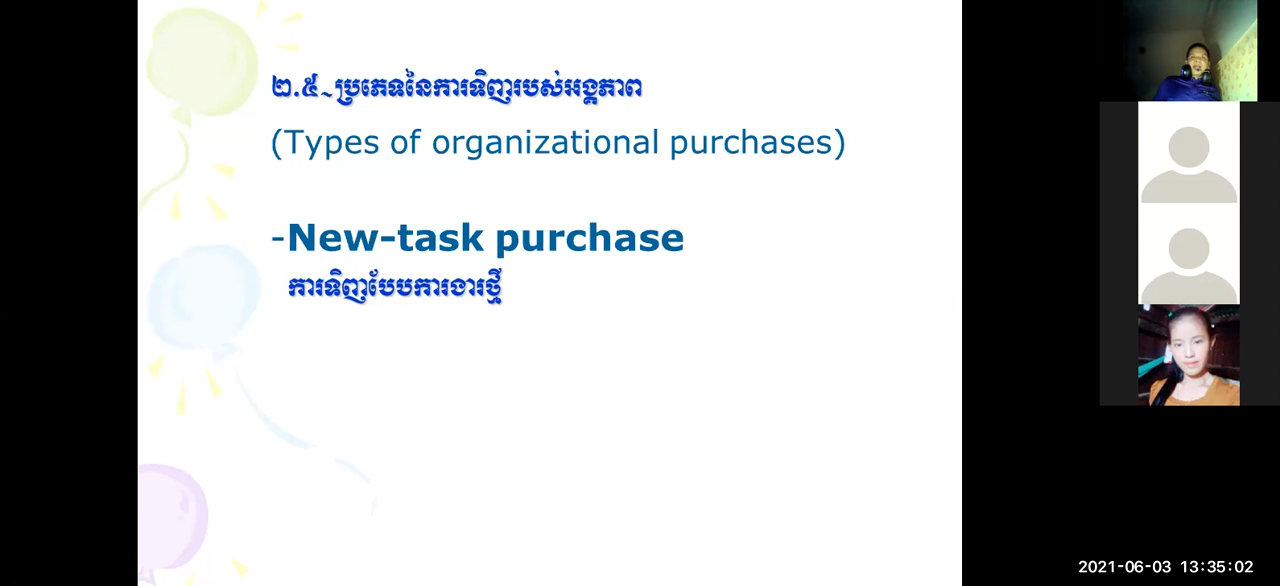 ២.៥~ប្រភេទនៃការទិញរបស់អង្គភាព
(Types of organizational purchases)
-New-task purchase
ការទិញបែបការងារថ្មី
2021-06-03 13:35:02